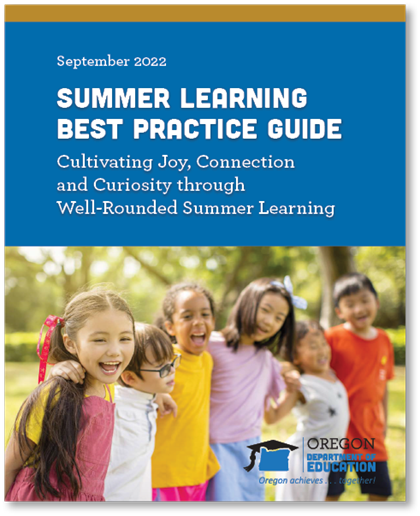 September 2022
SUMMER LEARNING
BEST PRACTICE GUIDE
Cultivating Joy, Connection
and Curiosity through
Well-Rounded Summer Learning
OREGON
DEPARTMENT OF
EDUCATION
Oregon achieves . . . together!